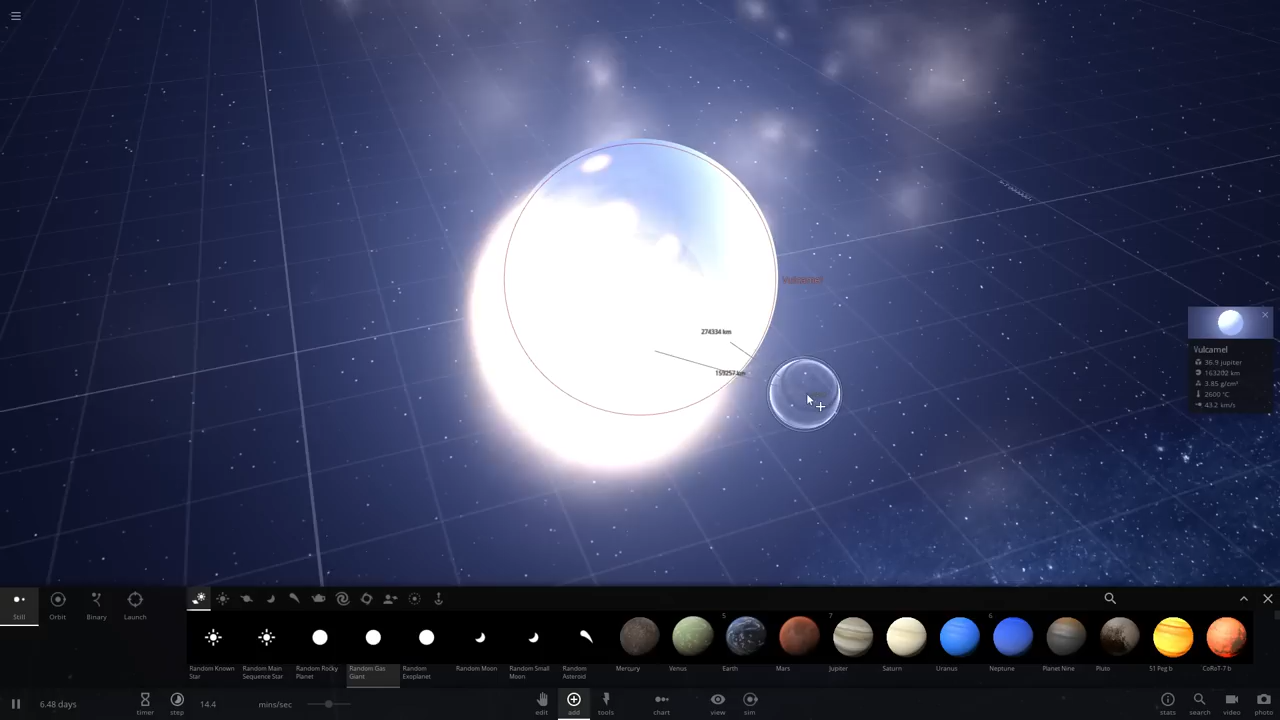 Vulcamel
274334 km
159257 km
Vulcamel
36.9 jupiter
163202 km
3.85 g/cm³
2600 °C
43.2 km/s
Still
Orbit
Binary
Launch
Random Known Star
Random Main Sequence Star
Random Rocky Planet
Random Gas Giant
Random Exoplanet
Random Moon
Random Small Moon
Random Asteroid
Mercury
Venus
5
Earth
Mars
7
Jupiter
Saturn
Uranus
6
Neptune
Planet Nine
Pluto
51 Peg b
CoRoT-7 b
6.48 days
timer
step
14.4
mins/sec
edit
add
tools
chart
view
sim
stats
search
video
photo